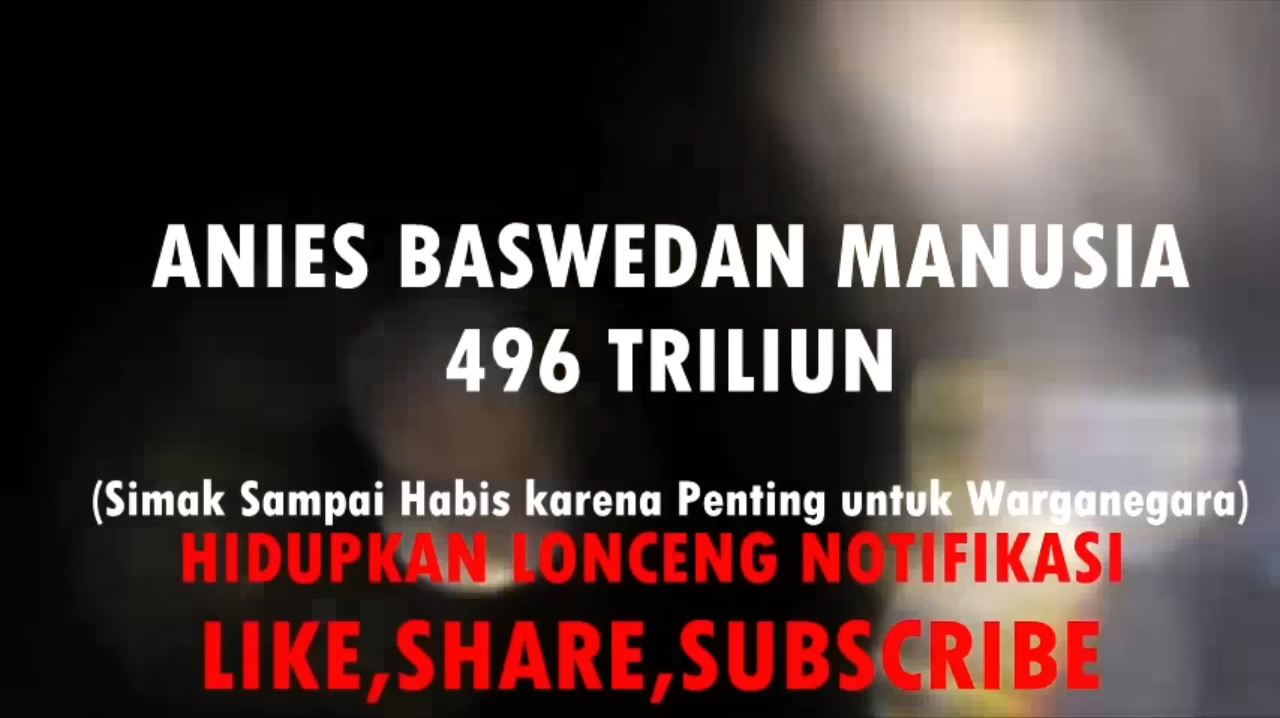 ANIES BASWEDAN MANUSIA
496 TRILIUN
(Simak Sampai Habis karena Penting untuk Warganegara)
HIDUPKAN LONCENG NOTIFIKASI
LIKE,SHARE,SUBSCRIBE